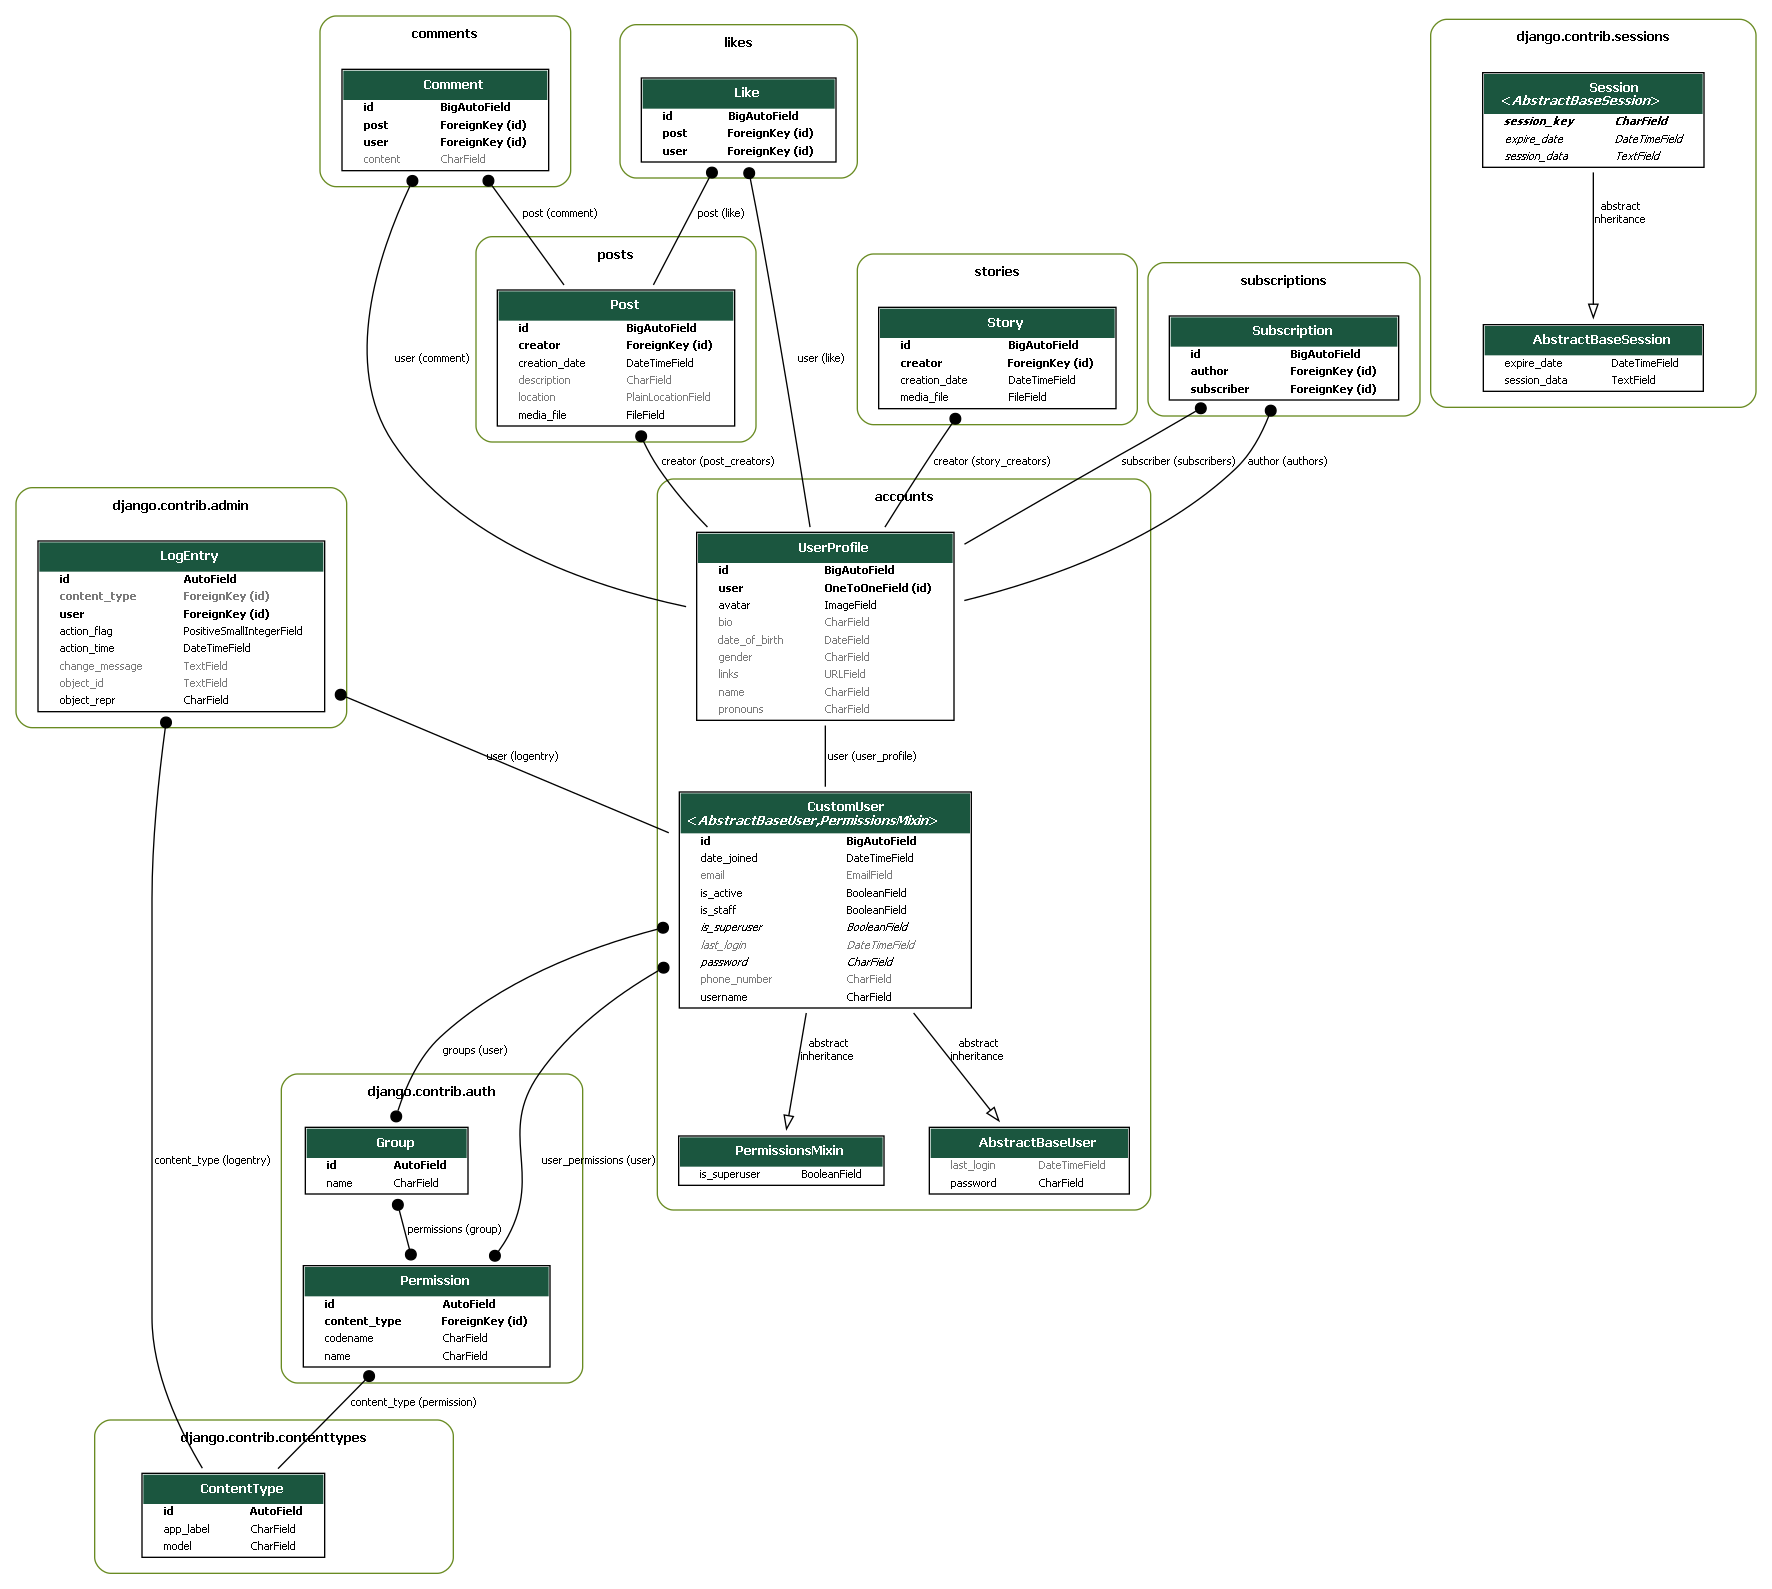 comments
Comment
id BigAutoField
post ForeignKey (id)
user ForeignKey (id)
content CharField
likes
Like
id BigAutoField
post ForeignKey (id)
user ForeignKey (id)
django.contrib.sessions
Session
<AbstractBaseSession>
session_key CharField
expire_date DateTimeField
session_data TextField
abstract
inheritance
AbstractBaseSession
expire_date DateTimeField
session_data TextField
post (comment)
post (like)
posts
Post
id BigAutoField
creator ForeignKey (id)
creation_date DateTimeField
description CharField
location PlainLocationField
media_file FileField
stories
Story
id BigAutoField
creator ForeignKey (id)
creation_date DateTimeField
media_file FileField
subscriptions
Subscription
id BigAutoField
author ForeignKey (id)
subscriber ForeignKey (id)
user (comment)
user (like)
creator (post_creators)
creator (story_creators)
subscriber (subscribers)
author (authors)
django.contrib.admin
LogEntry
id AutoField
content_type ForeignKey (id)
user ForeignKey (id)
action_flag PositiveSmallIntegerField
action_time DateTimeField
change_message TextField
object_id TextField
object_repr CharField
accounts
UserProfile
id BigAutoField
user OneToOneField (id)
avatar ImageField
bio CharField
date_of_birth DateField
gender CharField
links URLField
name CharField
pronouns CharField
user (logentry)
user (user_profile)
CustomUser
<AbstractBaseUser,PermissionsMixin>
id BigAutoField
date_joined DateTimeField
email EmailField
is_active BooleanField
is_staff BooleanField
is_superuser BooleanField
last_login DateTimeField
password CharField
phone_number CharField
username CharField
groups (user)
abstract
inheritance
abstract
inheritance
PermissionsMixin
is_superuser BooleanField
AbstractBaseUser
last_login DateTimeField
password CharField
django.contrib.auth
Group
id AutoField
name CharField
content_type (logentry)
user_permissions (user)
permissions (group)
Permission
id AutoField
content_type ForeignKey (id)
codename CharField
name CharField
content_type (permission)
django.contrib.contenttypes
ContentType
id AutoField
app_label CharField
model CharField